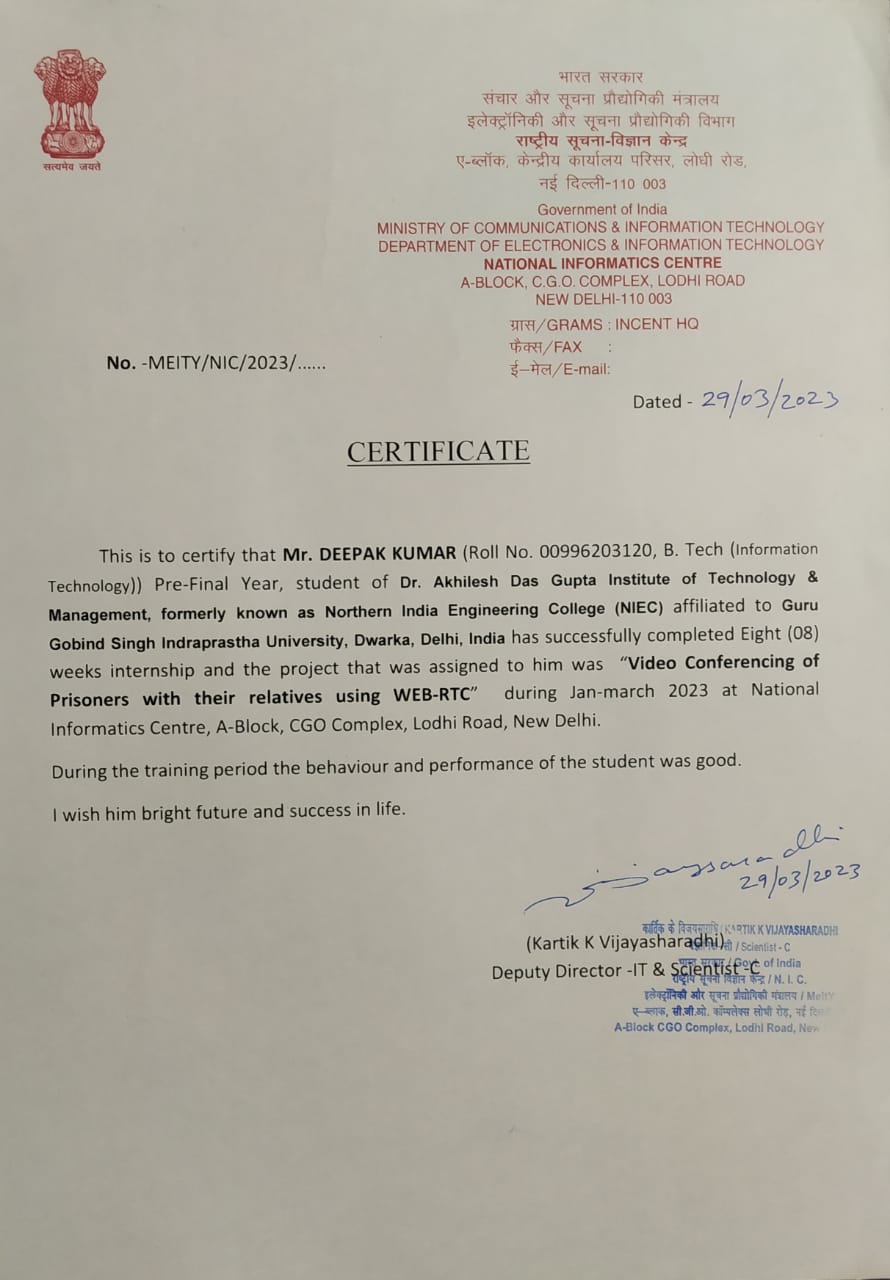 सत्यमेव जयते
भारत सरकार
संचार और सूचना प्रौद्योगिकी मंत्रालय
इलेक्ट्रॉनिकी और सूचना प्रौद्योगिकी विभाग
राष्ट्रीय सूचना-विज्ञान केन्द्र
ए-ब्लॉक, केन्द्रीय कार्यालय परिसर, लोधी रोड,
नई दिल्ली-110 003
Government of India
MINISTRY OF COMMUNICATIONS & INFORMATION TECHNOLOGY
DEPARTMENT OF ELECTRONICS & INFORMATION TECHNOLOGY
NATIONAL INFORMATICS CENTRE
A-BLOCK, C.G.O. COMPLEX, LODHI ROAD
NEW DELHI-110 003
ग्रास/GRAMS : INCENT HQ
फैक्स/FAX :
ई–मेल/E-mail:
No. -MEITY/NIC/2023/......
Dated - 29/03/2023
CERTIFICATE
This is to certify that Mr. DEEPAK KUMAR (Roll No. 00996203120, B. Tech (Information
Technology)) Pre-Final Year, student of Dr. Akhilesh Das Gupta Institute of Technology &
Management, formerly known as Northern India Engineering College (NIEC) affiliated to Guru
Gobind Singh Indraprastha University, Dwarka, Delhi, India has successfully completed Eight (08)
weeks internship and the project that was assigned to him was “Video Conferencing of
Prisoners with their relatives using WEB-RTC” during Jan-march 2023 at National
Informatics Centre, A-Block, CGO Complex, Lodhi Road, New Delhi.
During the training period the behaviour and performance of the student was good.
I wish him bright future and success in life.
29/03/2023
कार्तिक के / KARTIK K VIJAYASHARADHI
(Kartik K Vijayasharadhi)
सी / Scientist - C
Govt. of India
Deputy Director -IT & Scientist -C
राष्ट्रीय सूचना विज्ञान केन्द्र / N. I. C.
इलेक्ट्रॉनिकी और सूचना प्रौद्योगिकी मंत्रालय / MeitY
ए–ब्लाक, सी.जी.ओ. कॉम्पलेक्स लोधी रोड़, नई
A-Block CGO Complex, Lodhi Road, New